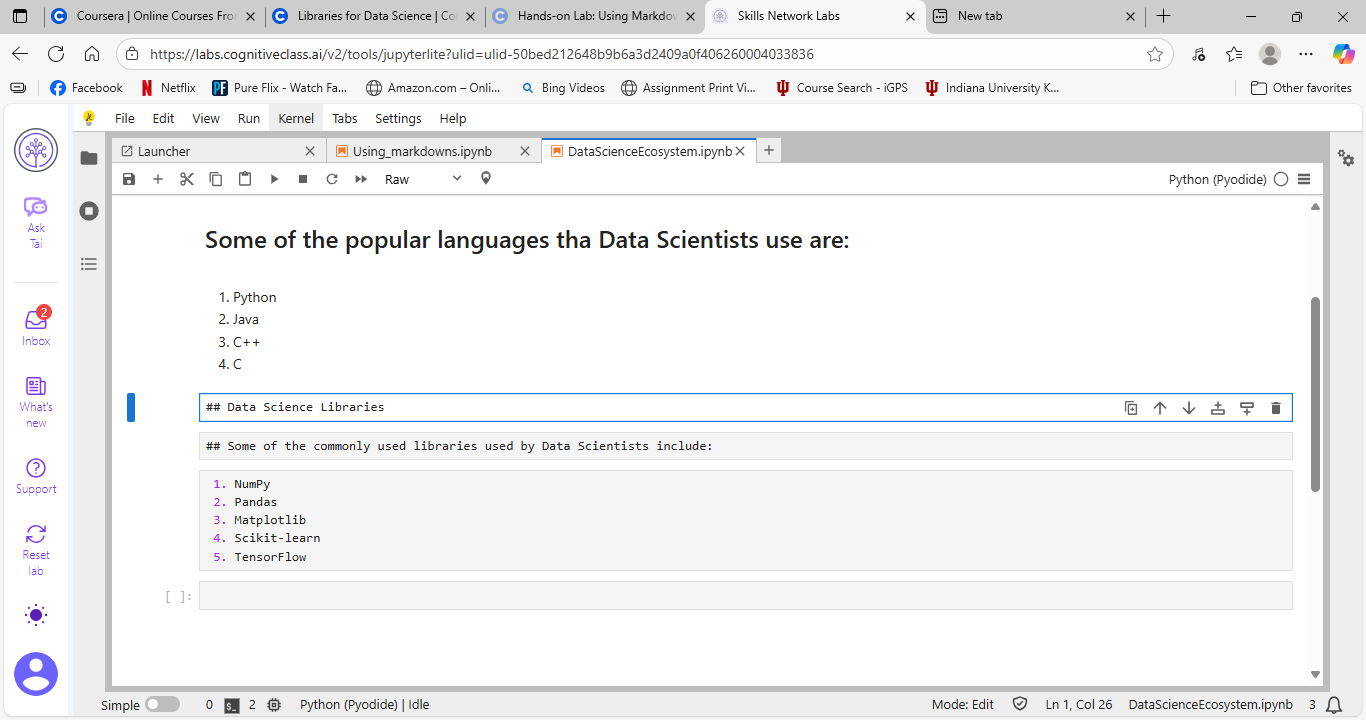 Coursera | Online Courses Fro
Libraries for Data Science | Co
Hands-on Lab: Using Markdow
Skills Network Labs
New tab
https://labs.cognitiveclass.ai/v2/tools/jupyterlite?ulid=ulid-50bed212648b9b6a3d2409a0f406260004033836
Facebook
Netflix
Pure Flix - Watch Fa...
Amazon.com – Onli...
Bing Videos
Assignment Print Vi...
Course Search - iGPS
Indiana University K...
Other favorites
File Edit View Run Kernel Tabs Settings Help
Launcher
Using_markdowns.ipynb
DataScienceEcosystem.ipynb
Raw
Python (Pyodide)
Ask
Tai
2
Inbox
What's
new
Support
Reset
lab
Some of the popular languages tha Data Scientists use are:
1. Python
2. Java
3. C++
4. C
## Data Science Libraries
## Some of the commonly used libraries used by Data Scientists include:
1. NumPy
2. Pandas
3. Matplotlib
4. Scikit-learn
5. TensorFlow
[ ]:
Simple 0 $_ 2 Python (Pyodide) | Idle Mode: Edit Ln 1, Col 26 DataScienceEcosystem.ipynb 3